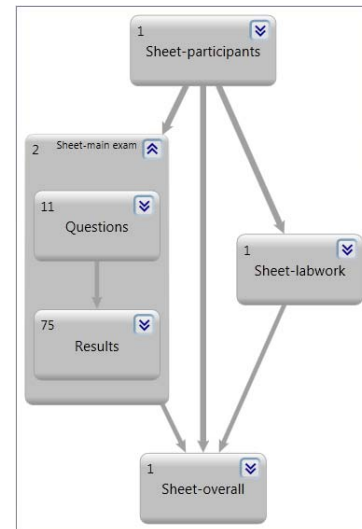 1
Sheet-participants
2 Sheet-main exam
11
Questions
75
Results
1
Sheet-labwork
1
Sheet-overall